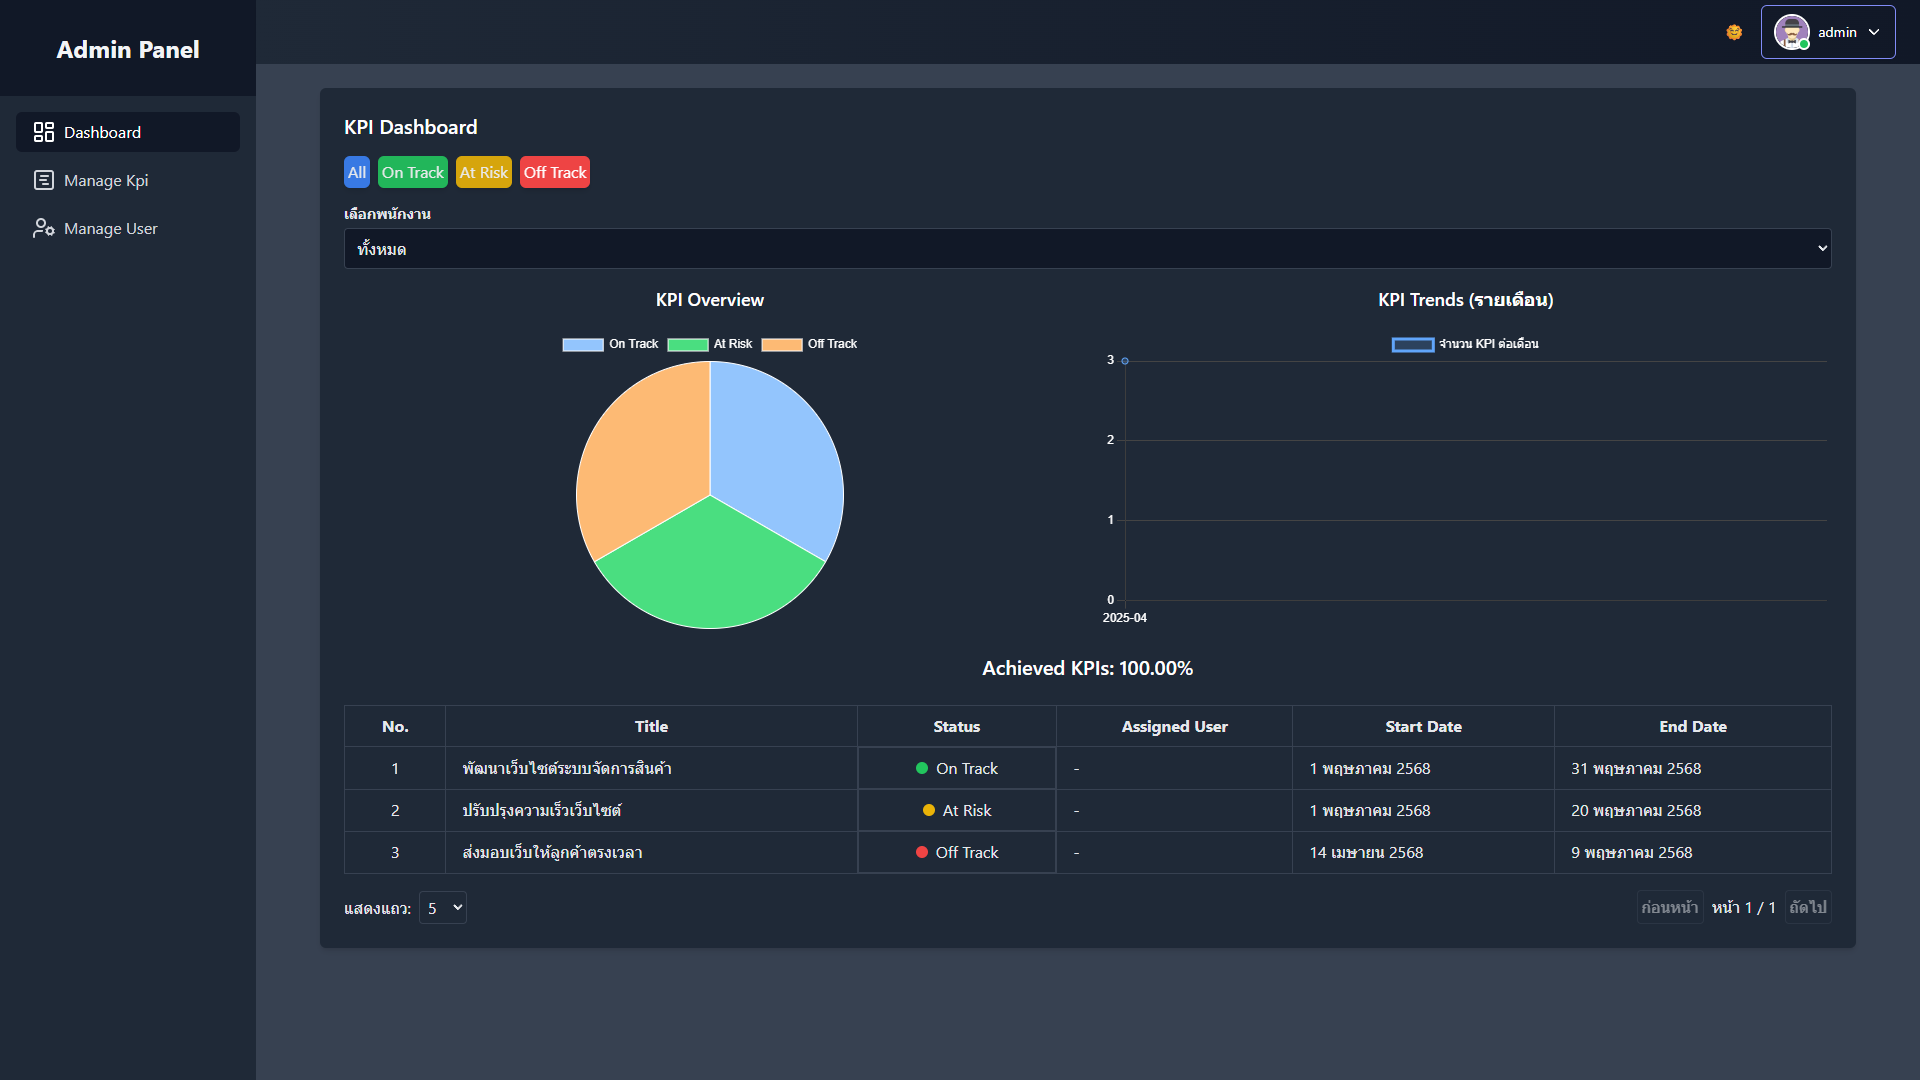 Admin Panel
admin
Dashboard
Manage Kpi
Manage User
KPI Dashboard
All On Track At Risk Off Track
เลือกพนักงาน
ทั้งหมด
KPI Overview
On Track At Risk Off Track
KPI Trends (รายเดือน)
จำนวน KPI ต่อเดือน
3
2
1
0
2025-04
Achieved KPIs: 100.00%
No. Title Status Assigned User Start Date End Date
1 พัฒนาเว็บไซต์ระบบจัดการสินค้า On Track - 1 พฤษภาคม 2568 31 พฤษภาคม 2568
2 ปรับปรุงความเร็วเว็บไซต์ At Risk - 1 พฤษภาคม 2568 20 พฤษภาคม 2568
3 ส่งมอบเว็บให้ลูกค้าตรงเวลา Off Track - 14 เมษายน 2568 9 พฤษภาคม 2568
แสดงแถว: 5 ก่อนหน้า หน้า 1 / 1 ถัดไป